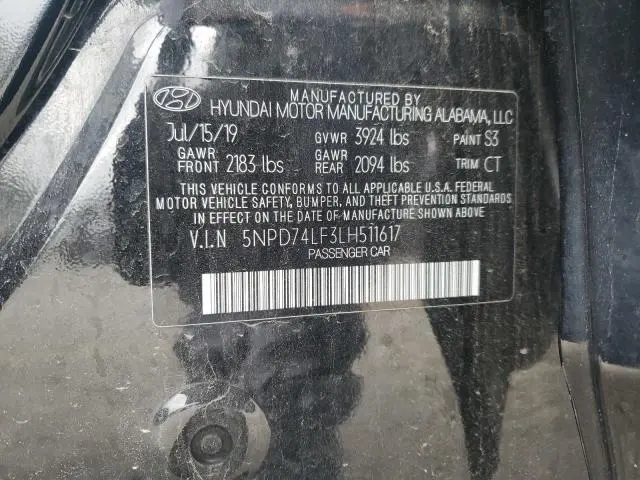 MANUFACTURED BY
HYUNDAI MOTOR MANUFACTURING ALABAMA, LLC
Jul/15/19 GVWR 3924 lbs PAINT S3
GAWR FRONT 2183 lbs GAWR REAR 2094 lbs TRIM CT
THIS VEHICLE CONFORMS TO ALL APPLICABLE U.S.A. FEDERAL
MOTOR VEHICLE SAFETY, BUMPER, AND THEFT PREVENTION STANDARDS
IN EFFECT ON THE DATE OF MANUFACTURE SHOWN ABOVE.
V.I.N 5NPD74LF3LH511617
PASSENGER CAR